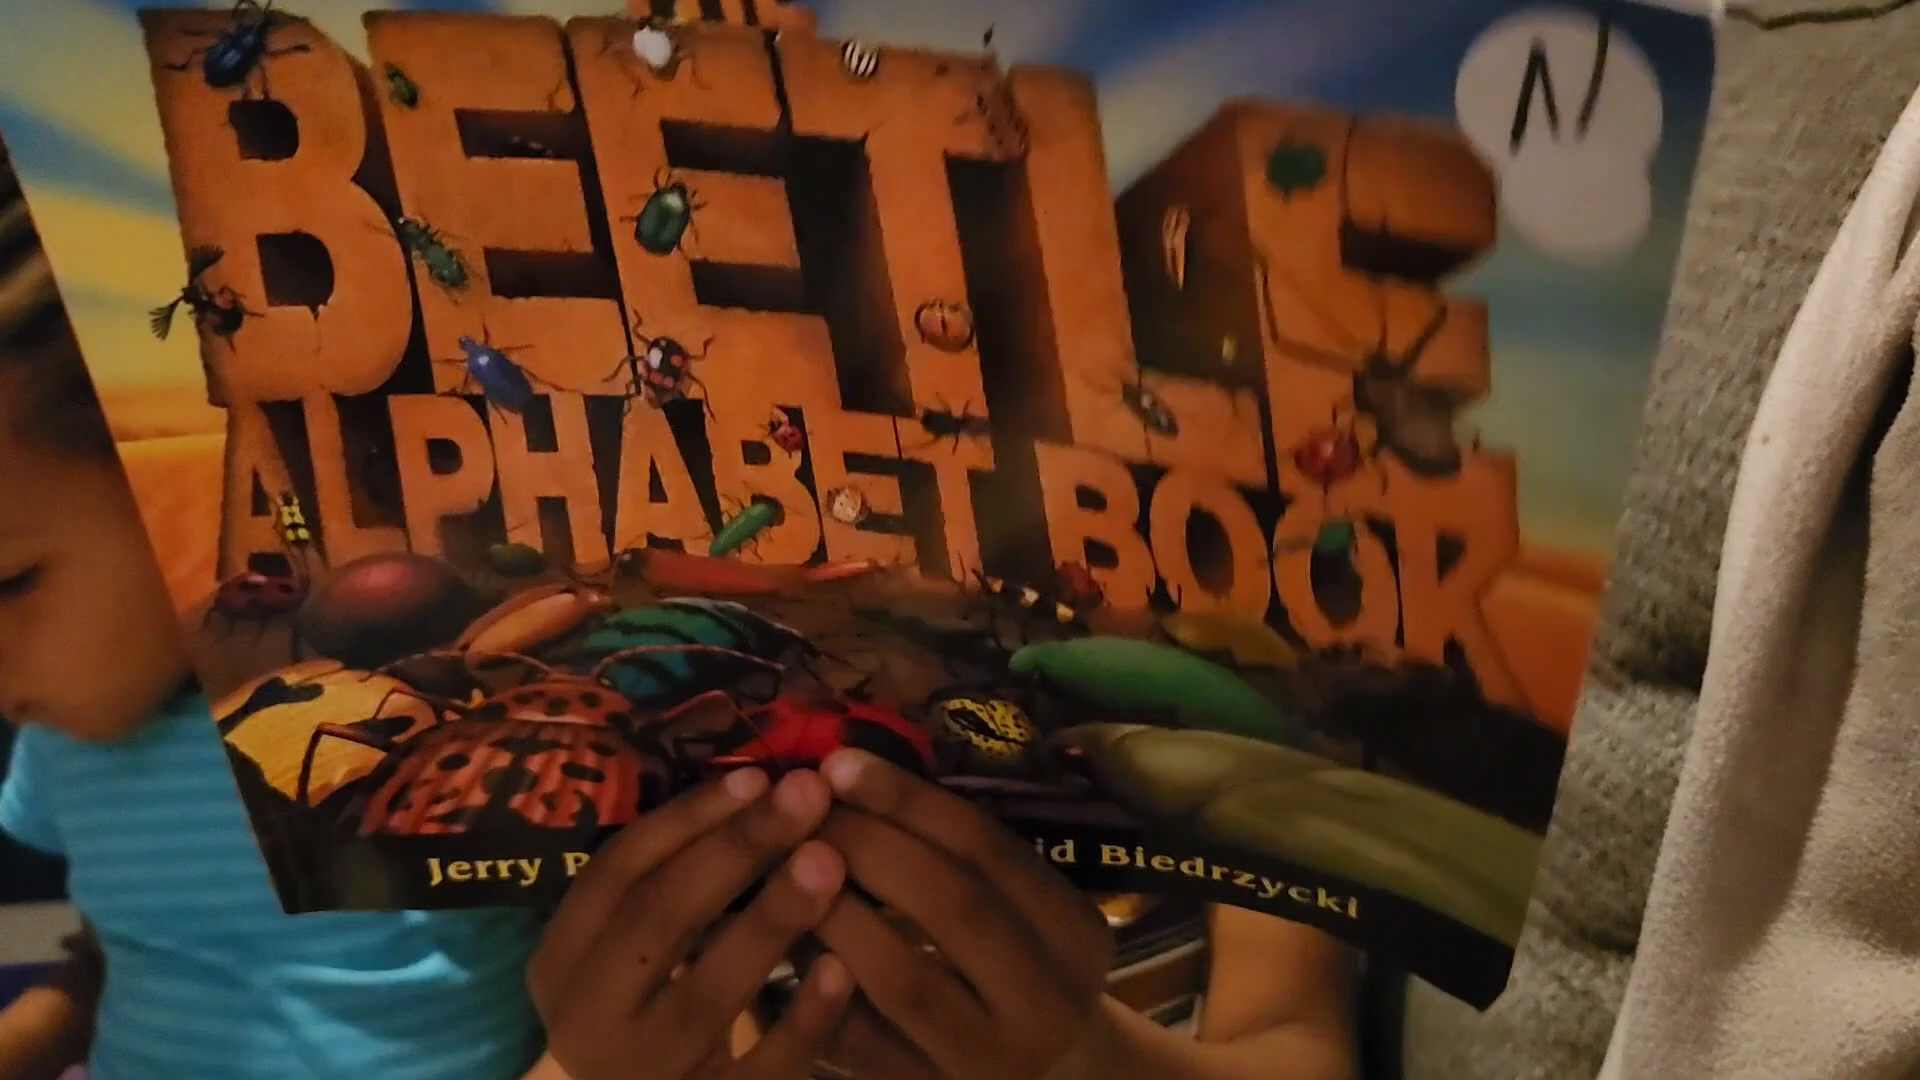 N
BEETLE
ALPHABET BOOK
Jerry
id Biedrzycki